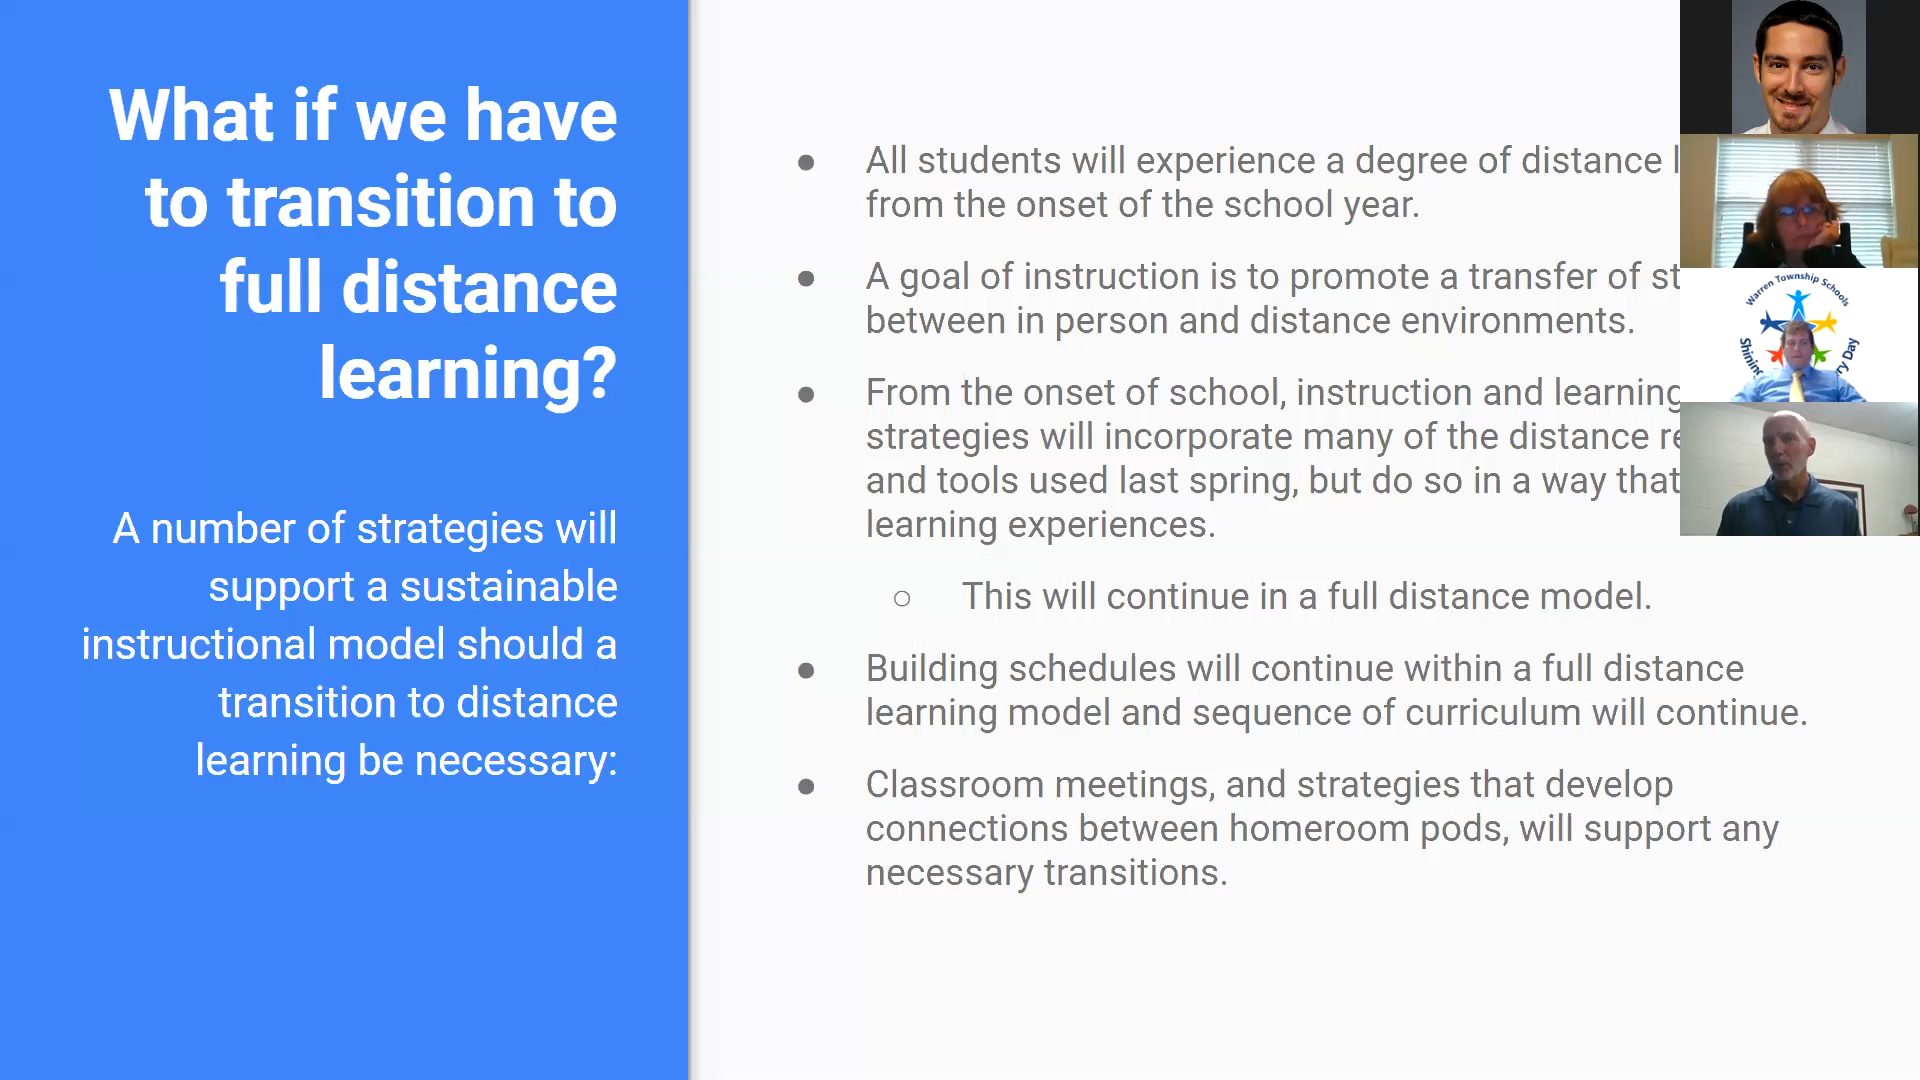 What if we have
to transition to
full distance
learning?
A number of strategies will
support a sustainable
instructional model should a
transition to distance
learning be necessary:
● All students will experience a degree of distance
from the onset of the school year.
● A goal of instruction is to promote a transfer of
between in person and distance environments.
● From the onset of school, instruction and learning
strategies will incorporate many of the distance
and tools used last spring, but do so in a way that
learning experiences.
○ This will continue in a full distance model.
● Building schedules will continue within a full distance
learning model and sequence of curriculum will continue.
● Classroom meetings, and strategies that develop
connections between homeroom pods, will support any
necessary transitions.
Warren Township Schools
Day